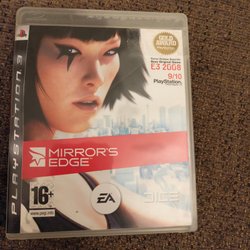 PLAYSTATION 3
GOLD
AWARD
E3 2008
9/10
PlayStation
MIRROR'S
EDGE
16+
www.pegi.info
EA
DICE